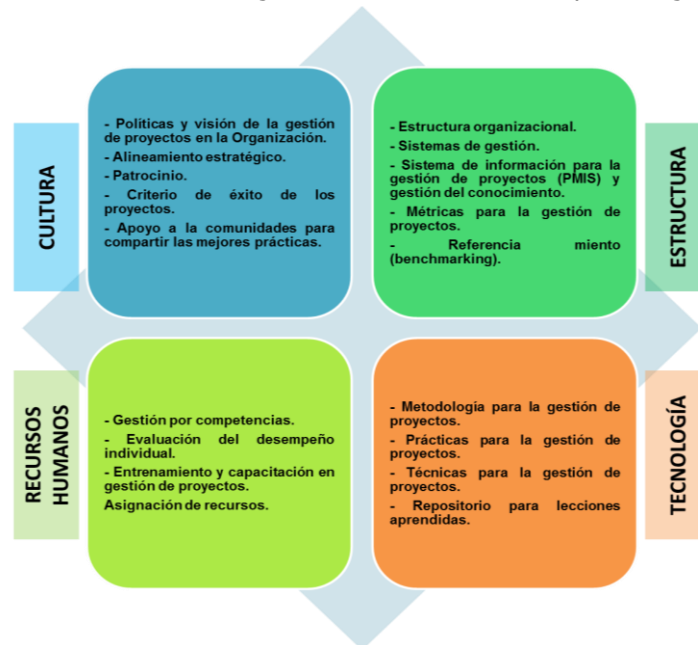 CULTURA
- Políticas y visión de la gestión
de proyectos en la Organización.
- Alineamiento estratégico.
- Patrocinio.
- Criterio de éxito de los
proyectos.
- Apoyo a la comunidades para
compartir las mejores prácticas.
- Estructura organizacional.
- Sistemas de gestión.
- Sistema de información para la
gestión de proyectos (PMIS) y
gestión del conocimiento.
- Métricas para la gestión de
proyectos.
- Referencia miento
(benchmarking).
ESTRUCTURA
RECURSOS
HUMANOS
- Gestión por competencias.
- Evaluación del desempeño
individual.
- Entrenamiento y capacitación en
gestión de proyectos.
Asignación de recursos.
- Metodología para la gestión de
proyectos.
- Prácticas para la gestión de
proyectos.
- Técnicas para la gestión de
proyectos.
- Repositorio para lecciones
aprendidas.
TECNOLOGÍA